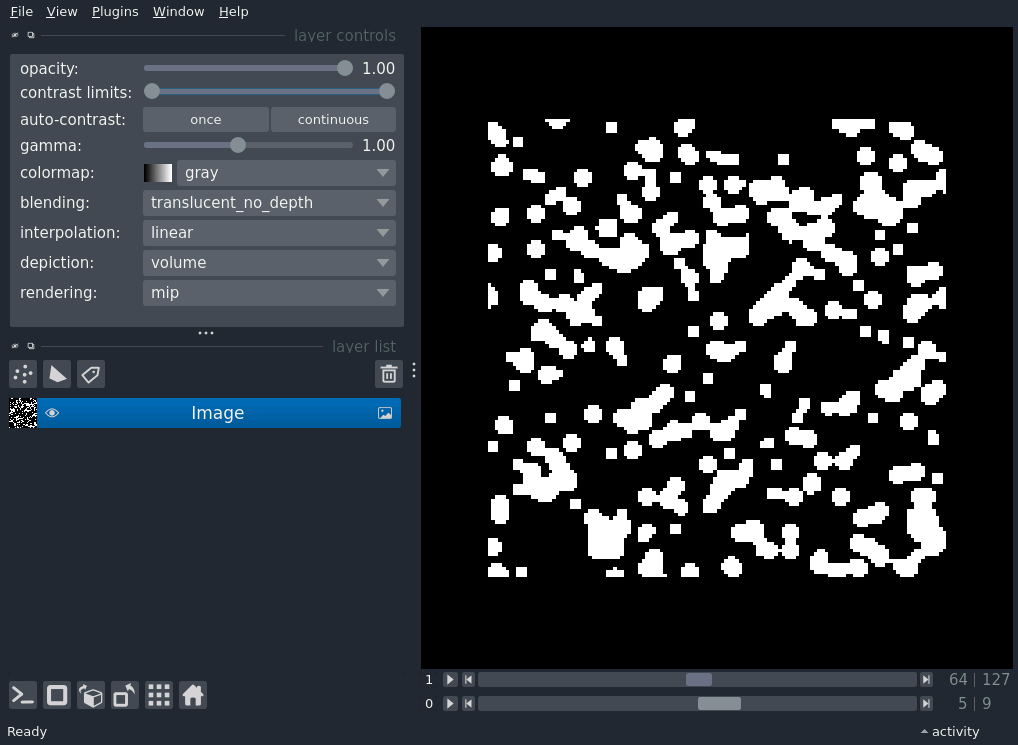 File View Plugins Window Help
layer controls
opacity: 1.00
contrast limits:
auto-contrast: once continuous
gamma: 1.00
colormap: gray
blending: translucent_no_depth
interpolation: linear
depiction: volume
rendering: mip
layer list
Image
1 64 | 127
0 5 | 9
Ready activity